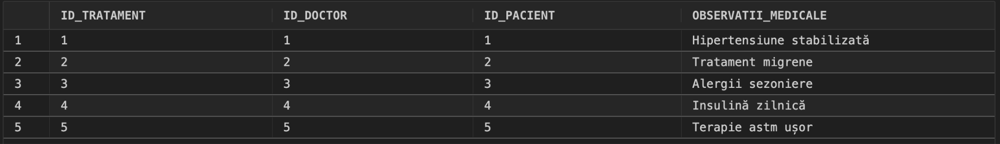 ID_TRATAMENT ID_DOCTOR ID_PACIENT OBSERVATII_MEDICALE
1 1 1 1 Hipertensiune stabilizată
2 2 2 2 Tratament migrene
3 3 3 3 Alergii sezoniere
4 4 4 4 Insulină zilnică
5 5 5 5 Terapie astm ușor